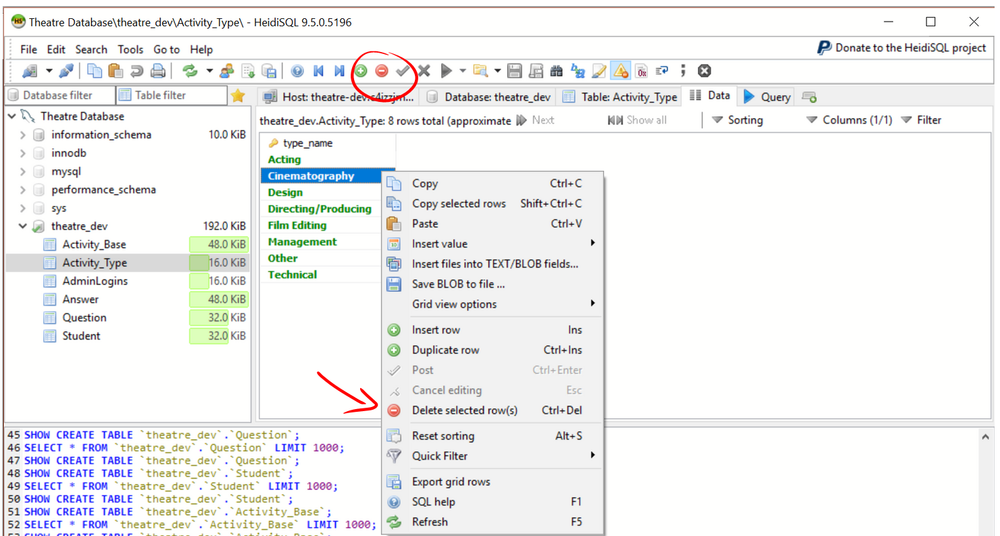 Theatre Database\theatre_dev\Activity_Type\ - HeidiSQL 9.5.0.5196
File Edit Search Tools Go to Help
Donate to the HeidiSQL project
Database filter
Table filter
Host: theatre-dev.c4izzjm...
Database: theatre_dev
Table: Activity_Type
Data
Query
Theatre Database
information_schema 10.0 KiB
innodb
mysql
performance_schema
sys
theatre_dev 192.0 KiB
Activity_Base 48.0 KiB
Activity_Type 16.0 KiB
AdminLogins 16.0 KiB
Answer 48.0 KiB
Question 32.0 KiB
Student 32.0 KiB
theatre_dev.Activity_Type: 8 rows total (approximate
Next
Show all
Sorting
Columns (1/1)
Filter
type_name
Acting
Cinematography
Design
Directing/Producing
Film Editing
Management
Other
Technical
Copy Ctrl+C
Copy selected rows Shift+Ctrl+C
Paste Ctrl+V
Insert value
Insert files into TEXT/BLOB fields...
Save BLOB to file ...
Grid view options
Insert row Ins
Duplicate row Ctrl+Ins
Post Ctrl+Enter
Cancel editing Esc
Delete selected row(s) Ctrl+Del
Reset sorting Alt+S
Quick Filter
Export grid rows
SQL help F1
Refresh F5
45 SHOW CREATE TABLE `theatre_dev`.`Question`;
46 SELECT * FROM `theatre_dev`.`Question` LIMIT 1000;
47 SHOW CREATE TABLE `theatre_dev`.`Question`;
48 SHOW CREATE TABLE `theatre_dev`.`Student`;
49 SELECT * FROM `theatre_dev`.`Student` LIMIT 1000;
50 SHOW CREATE TABLE `theatre_dev`.`Student`;
51 SHOW CREATE TABLE `theatre_dev`.`Activity_Base`;
52 SELECT * FROM `theatre_dev`.`Activity_Base` LIMIT 1000;
53 SHOW CREATE TABLE `theatre_dev`.`Activity_Base`;